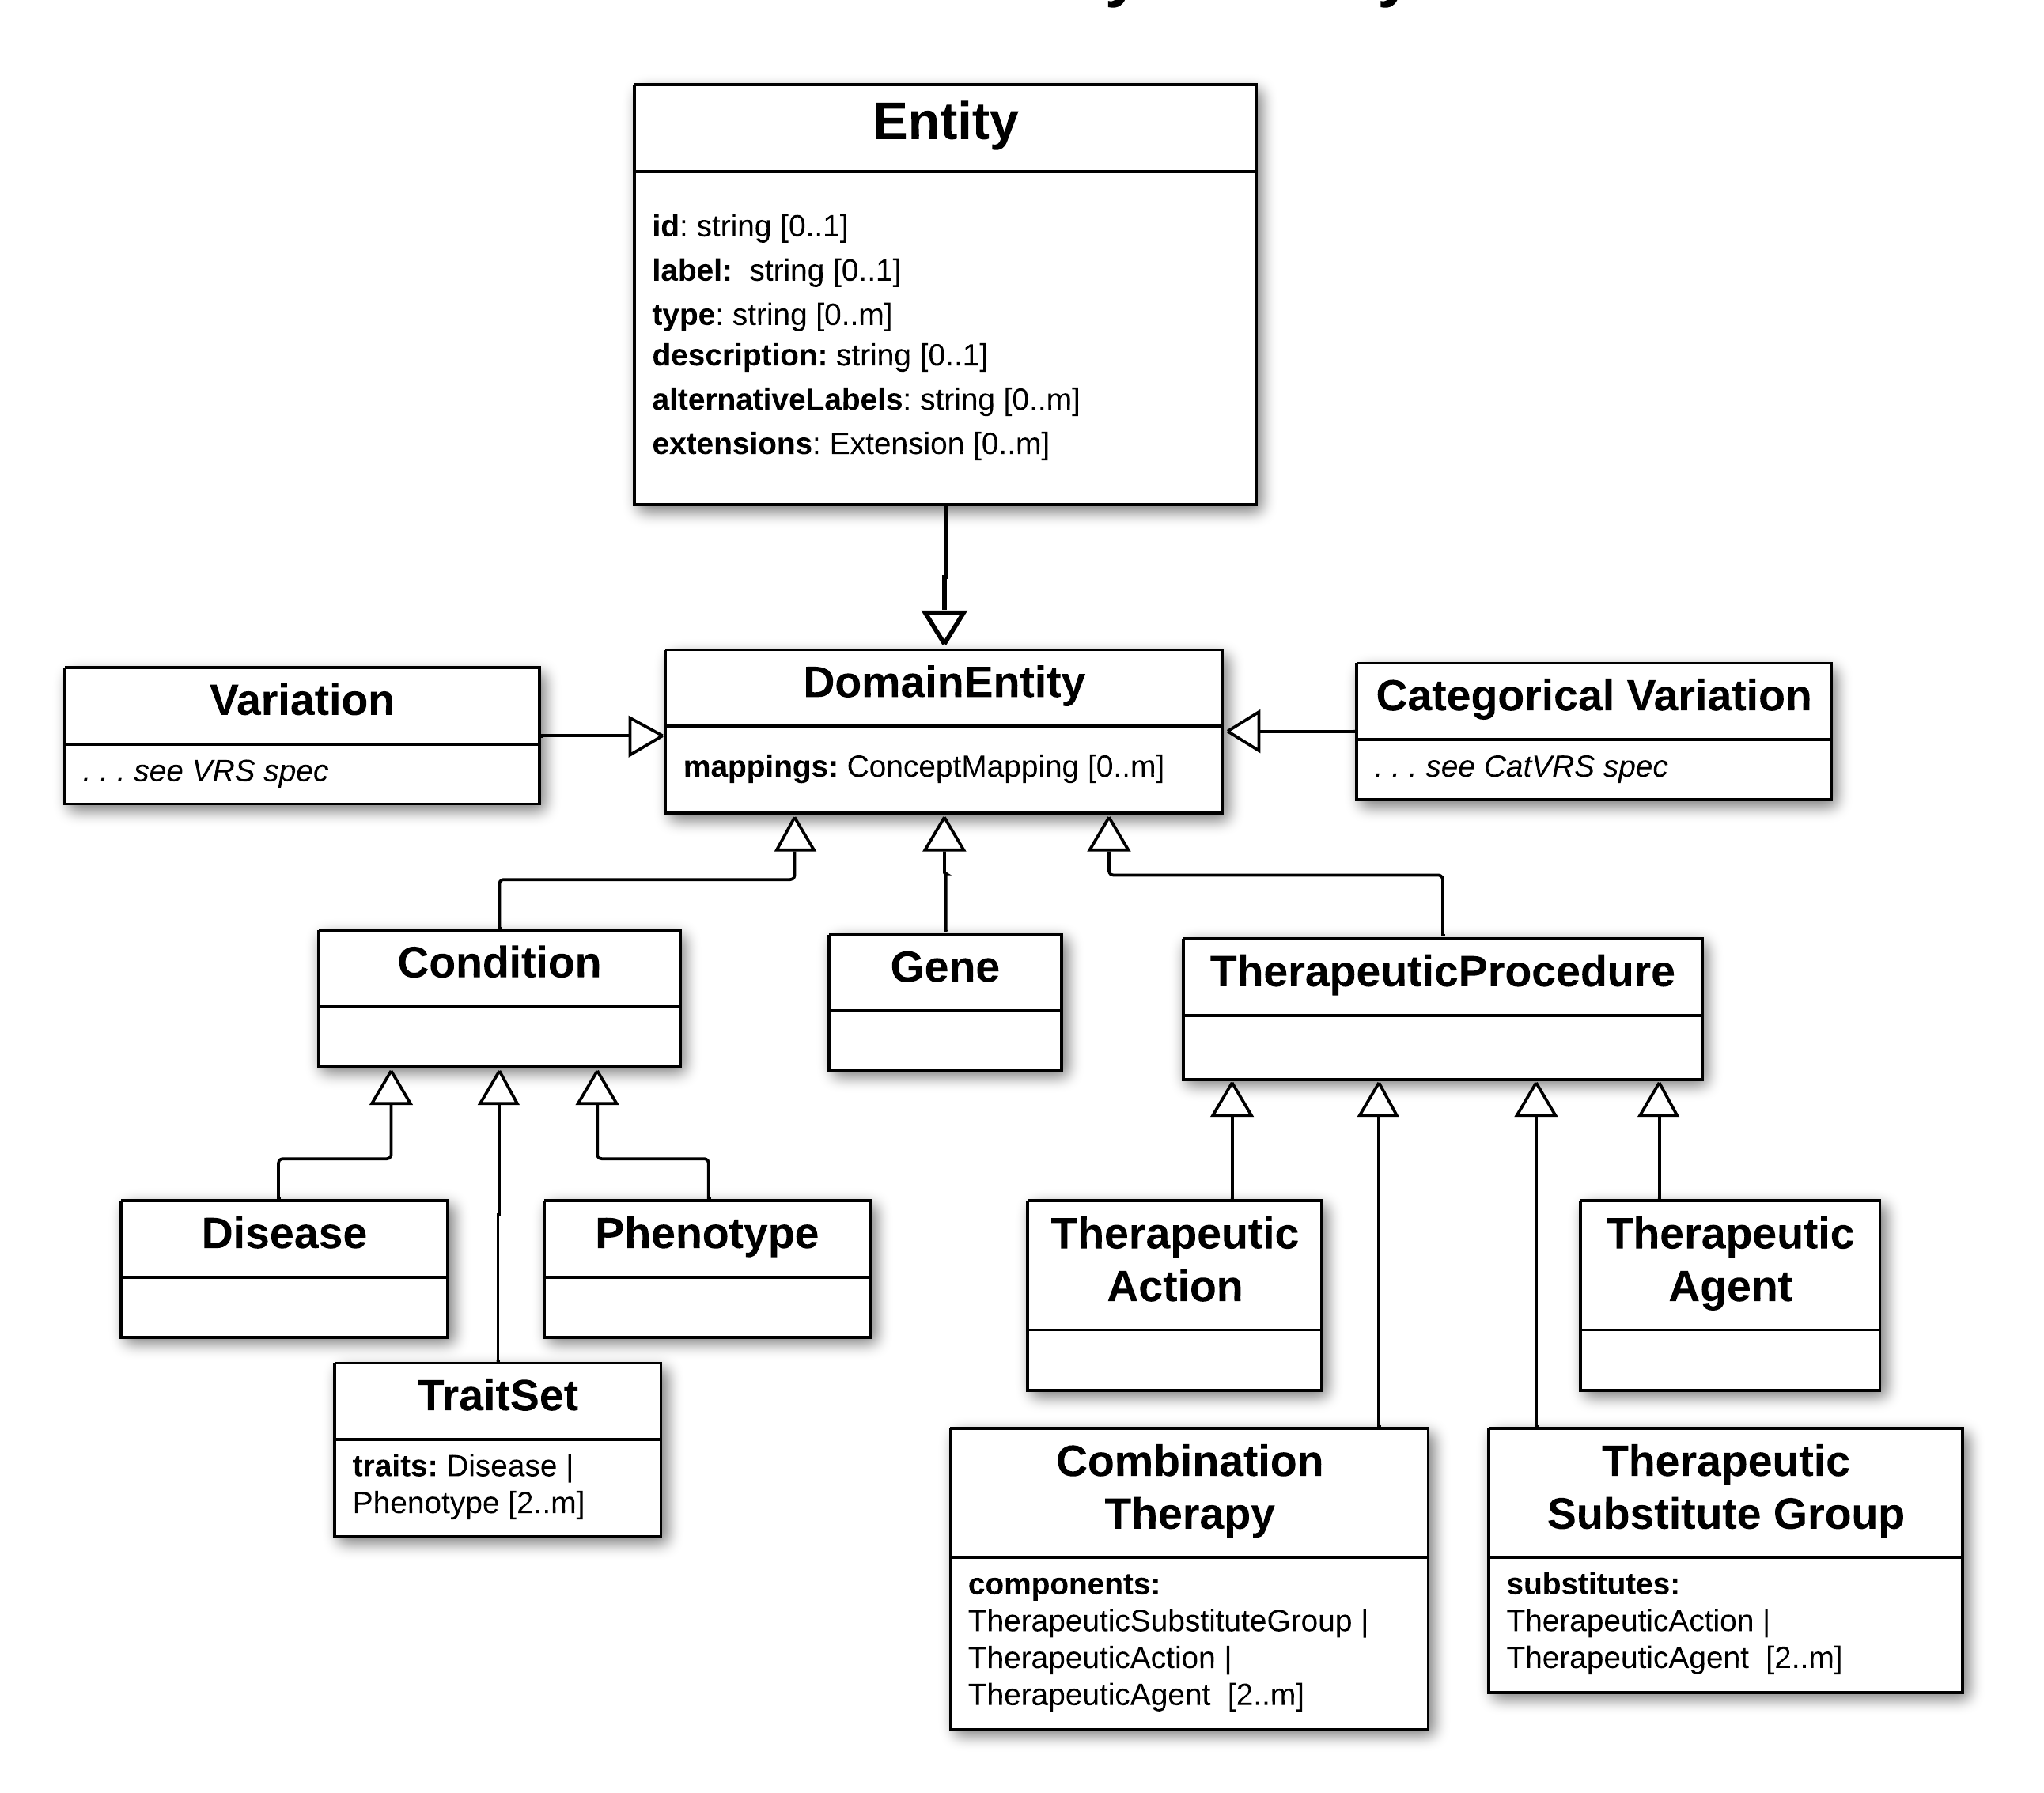 Entity
id: string [0..1]
label:  string [0..1]
type: string [0..m]
description: string [0..1]
alternativeLabels: string [0..m]
extensions: Extension [0..m]
Variation
. . . see VRS spec
DomainEntity
mappings: ConceptMapping [0..m]
Categorical Variation
. . . see CatVRS spec
Condition
Gene
TherapeuticProcedure
Disease
Phenotype
TraitSet
traits: Disease |
Phenotype [2..m]
Therapeutic
Action
Therapeutic
Agent
Combination
Therapy
components:
TherapeuticSubstituteGroup |
TherapeuticAction |
TherapeuticAgent  [2..m]
Therapeutic
Substitute Group
substitutes:
TherapeuticAction |
TherapeuticAgent  [2..m]